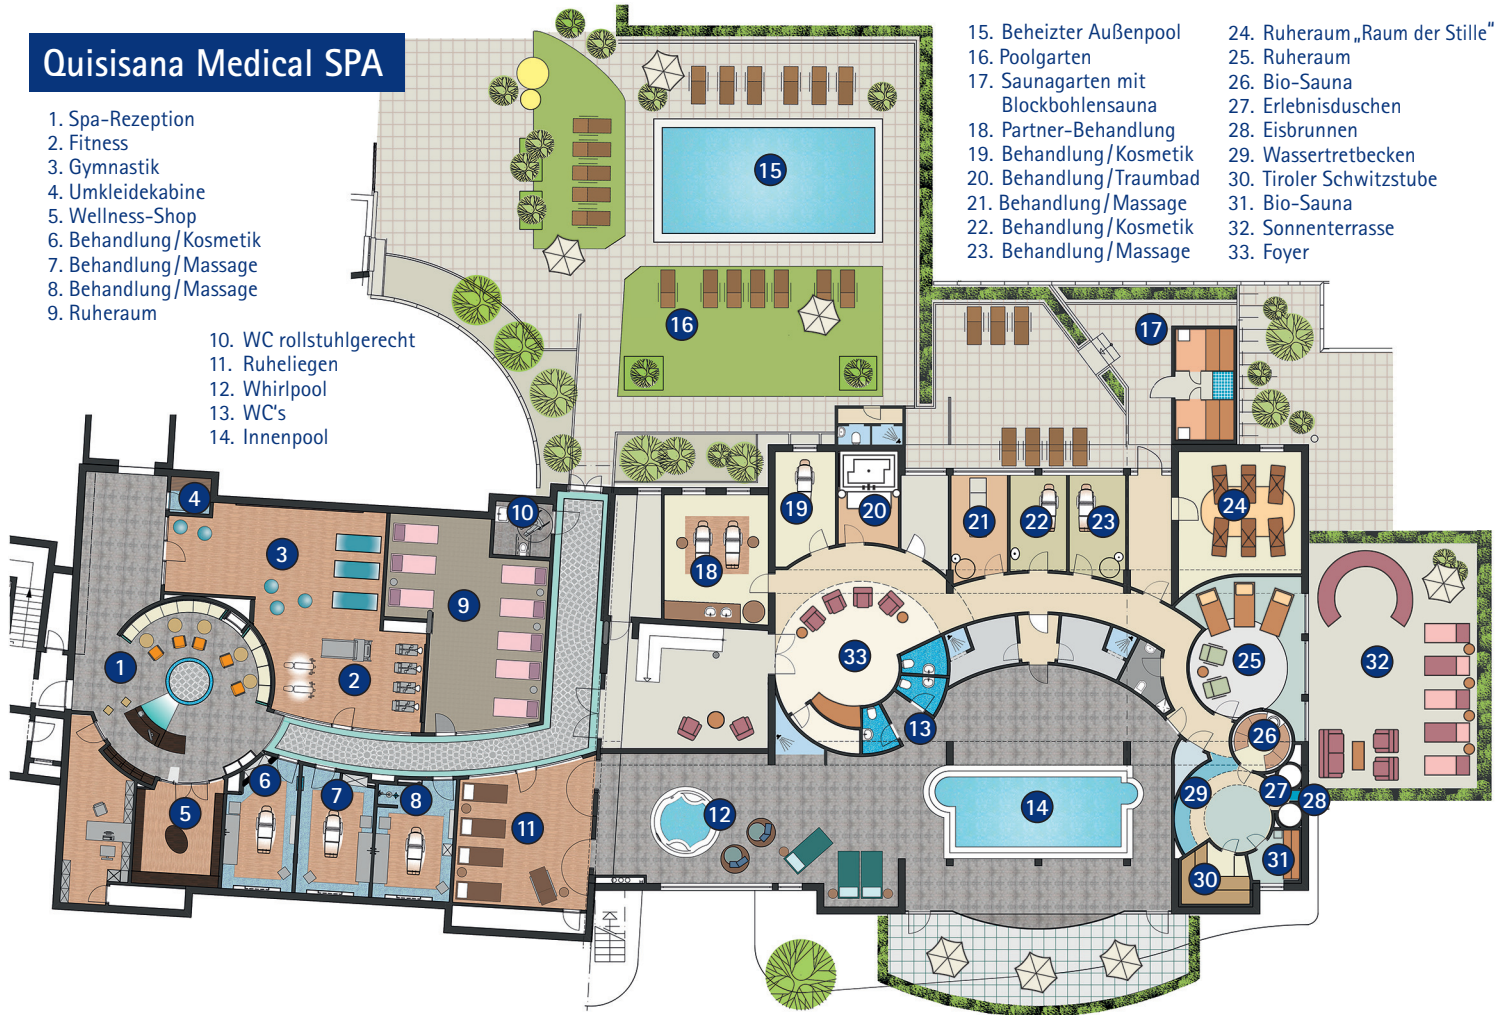 Quisisana Medical SPA
1. Spa-Rezeption
2. Fitness
3. Gymnastik
4. Umkleidekabine
5. Wellness-Shop
6. Behandlung/Kosmetik
7. Behandlung/Massage
8. Behandlung/Massage
9. Ruheraum
10. WC rollstuhlgerecht
11. Ruheliegen
12. Whirlpool
13. WC's
14. Innenpool
15. Beheizter Außenpool
16. Poolgarten
17. Saunagarten mit
Blockbohlensauna
18. Partner-Behandlung
19. Behandlung/Kosmetik
20. Behandlung/Traumbad
21. Behandlung/Massage
22. Behandlung/Kosmetik
23. Behandlung/Massage
24. Ruheraum „Raum der Stille"
25. Ruheraum
26. Bio-Sauna
27. Erlebnisduschen
28. Eisbrunnen
29. Wassertretbecken
30. Tiroler Schwitzstube
31. Bio-Sauna
32. Sonnenterrasse
33. Foyer
15
16
17
4
10
19
20
21
22
23
24
3
18
9
1
2
33
25
32
13
26
6
7
8
5
11
12
14
29
27
28
31
30